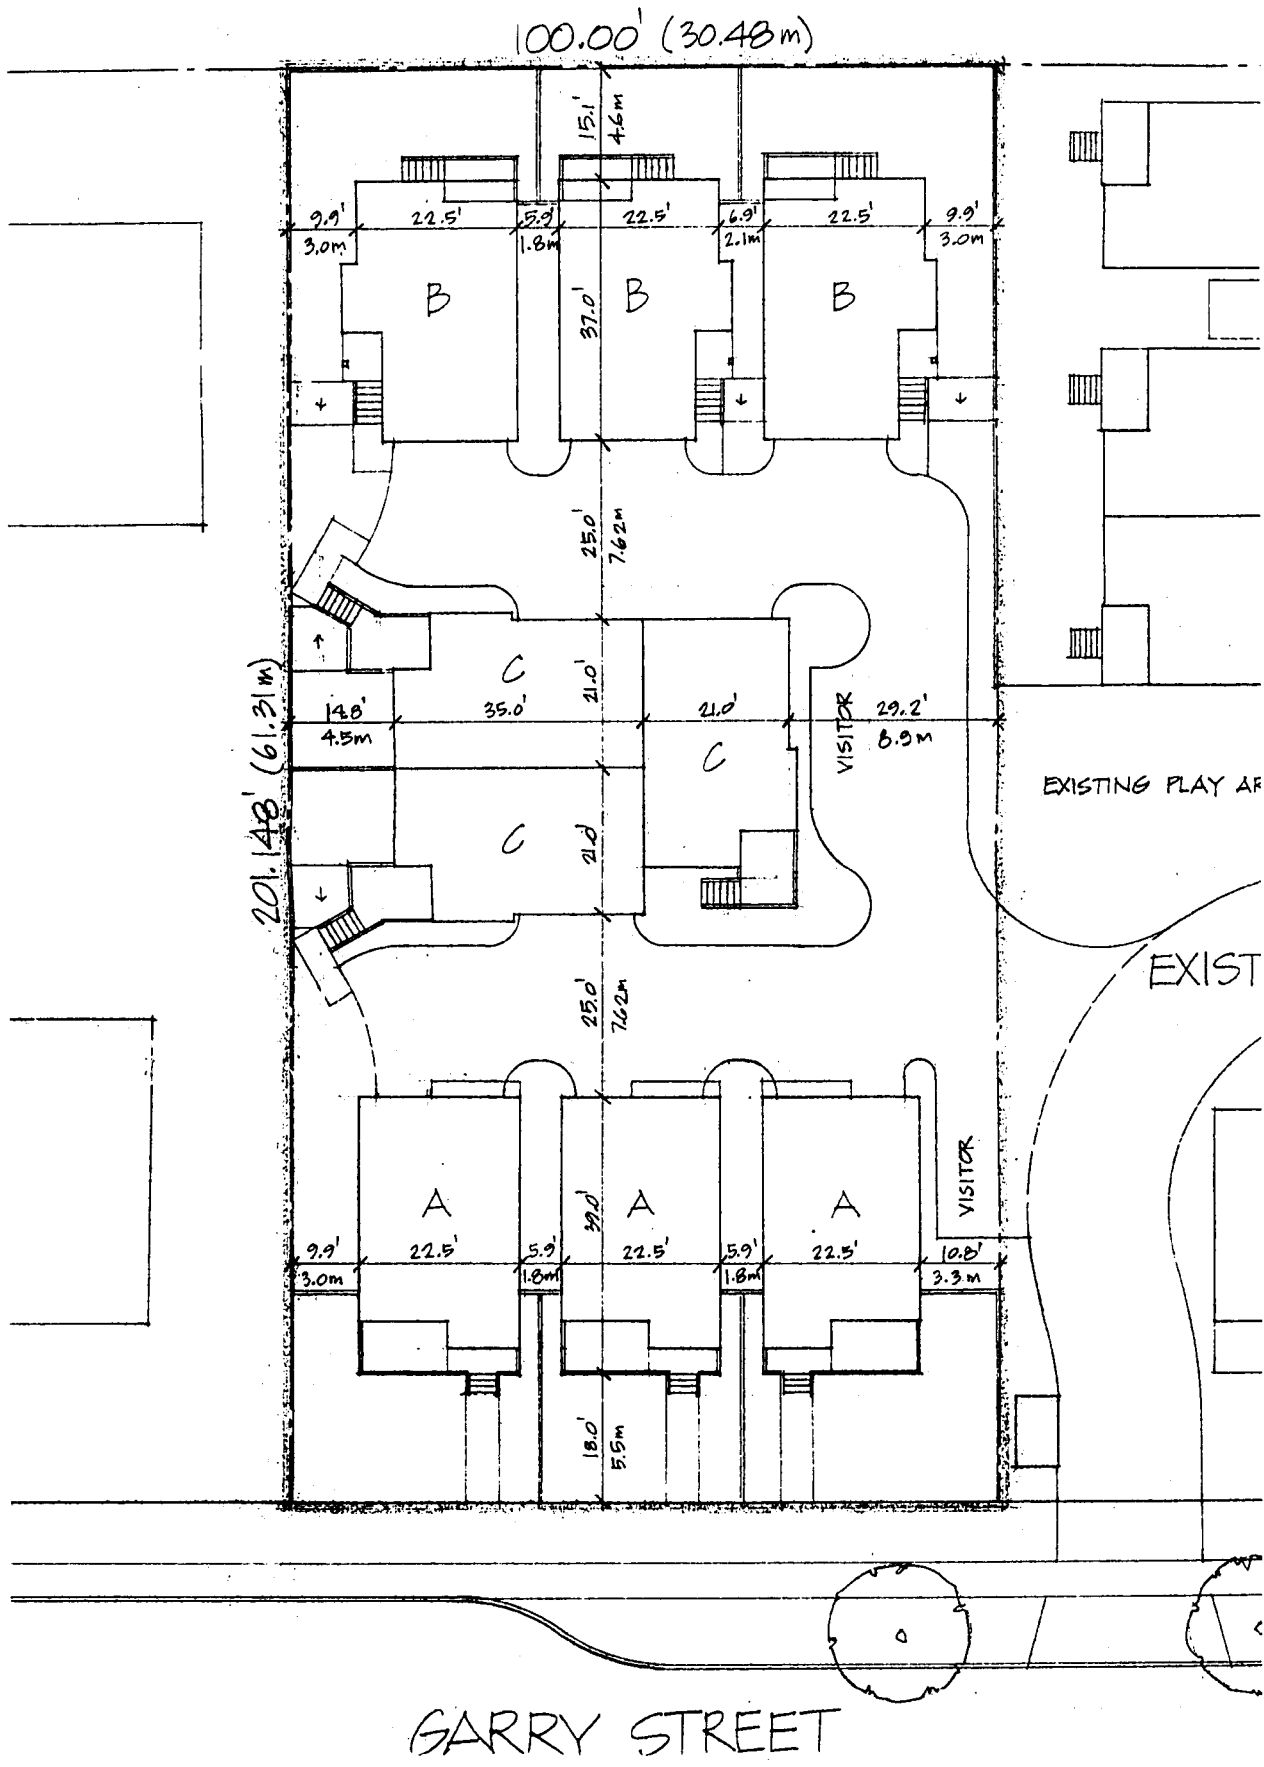 100.00' (30.48m)
15.1'
4.6m
9.9'
22.5'
5.9'
22.5'
6.9'
22.5'
9.9'
3.0m
1.8m
2.1m
3.0m
B
B
B
37.0'
25.0'
7.62m
201.148' (61.31m)
C
21.0'
14.8'
35.0'
21.0'
29.2'
4.5m
8.9m
VISITOR
C
EXISTING PLAY AR
C
21.0'
EXIST
25.0'
7.62m
VISITOR
A
A
A
39.0'
9.9'
22.5'
5.9'
22.5'
5.9'
22.5'
10.8'
3.0m
1.8m
1.8m
3.3m
18.0'
5.5m
GARRY STREET